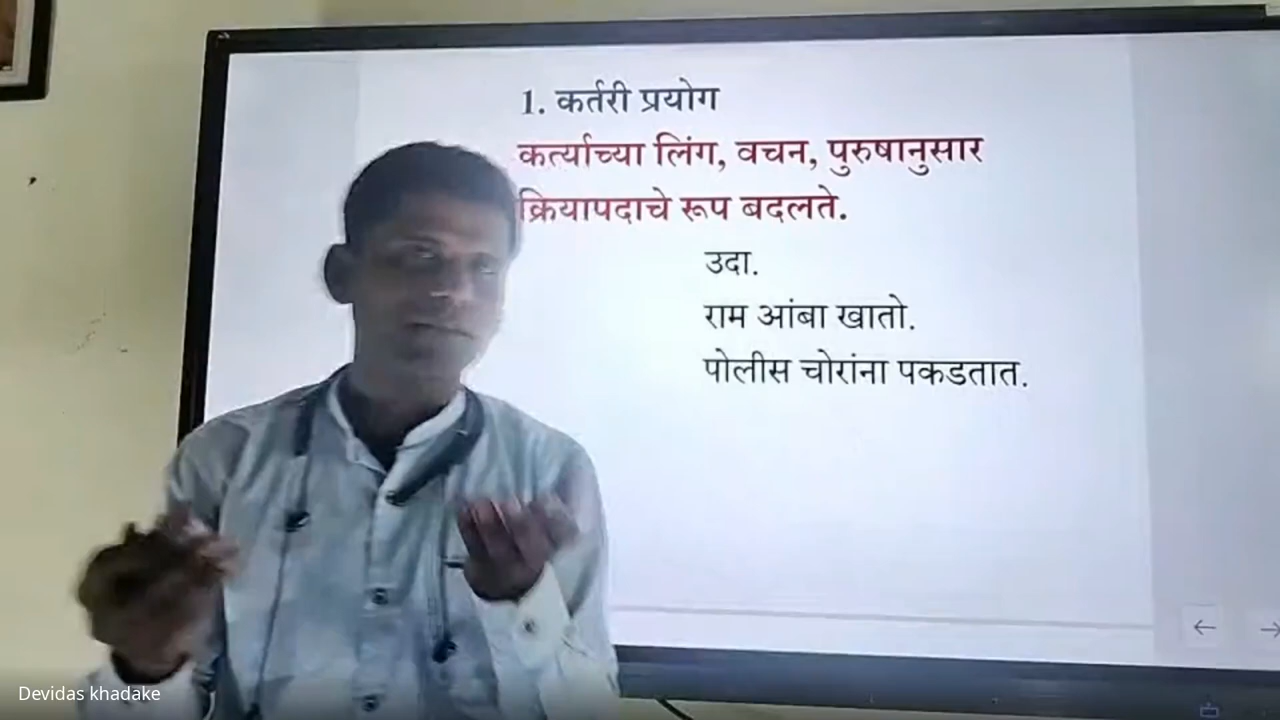 1. कर्तरी प्रयोग
कर्त्याच्या लिंग, वचन, पुरुषानुसार
क्रियापदाचे रूप बदलते.
उदा.
राम आंबा खातो.
पोलीस चोरांना पकडतात.
Devidas khadake